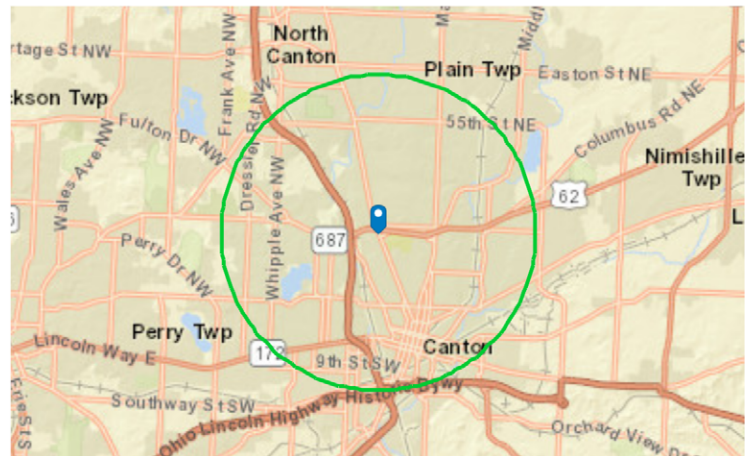 North
Canton
rtage St NW
Plain Twp
Easton St NE
ckson Twp
Frank Ave NW
Fulton Dr NW
Dressler Rd NW
55th St NE
Columbus Rd NE
Wales Ave NW
Whipple Ave NW
Nimishille
Twp
62
687
Perry Dr NW
Perry Twp
Lincoln Way E
172
9th St SW
Canton
Southway St SW
Ohio Lincoln Highway Historic Bywy
Erie St S
Orchard View D